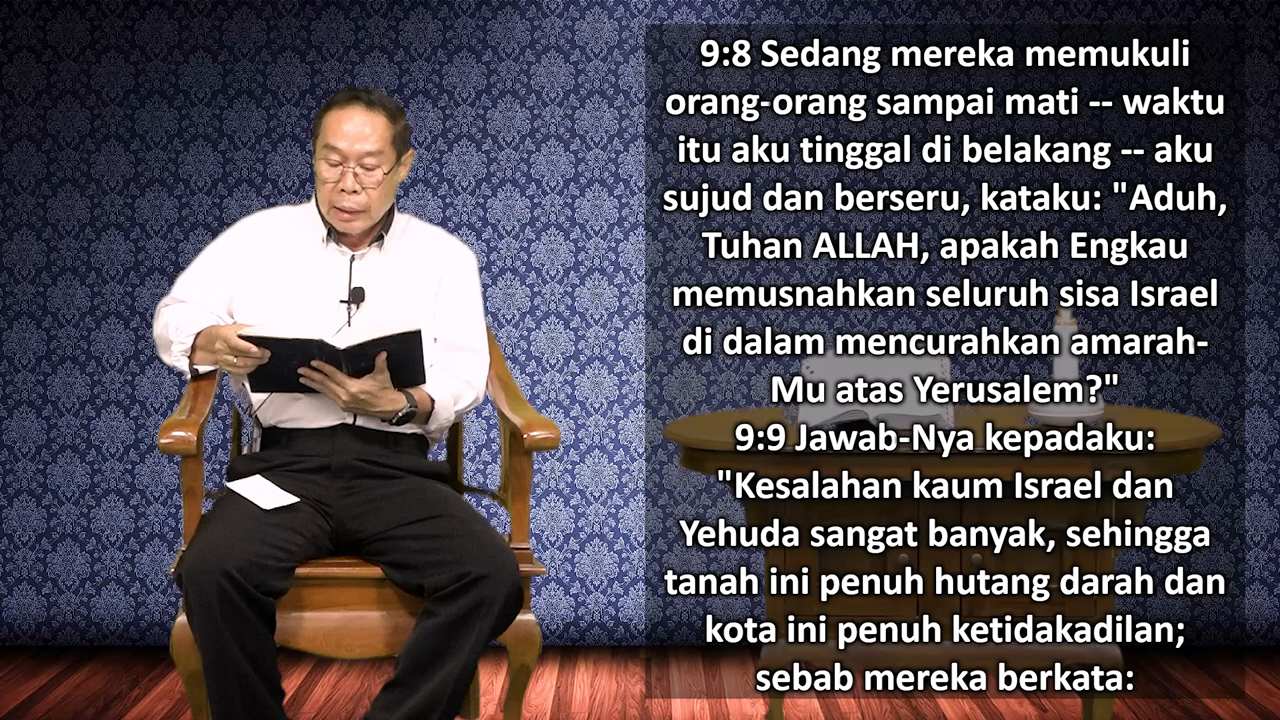 9:8 Sedang mereka memukuli
orang-orang sampai mati -- waktu
itu aku tinggal di belakang -- aku
sujud dan berseru, kataku: "Aduh,
Tuhan ALLAH, apakah Engkau
memusnahkan seluruh sisa Israel
di dalam mencurahkan amarah-
Mu atas Yerusalem?"
9:9 Jawab-Nya kepadaku:
"Kesalahan kaum Israel dan
Yehuda sangat banyak, sehingga
tanah ini penuh hutang darah dan
kota ini penuh ketidakadilan;
sebab mereka berkata: